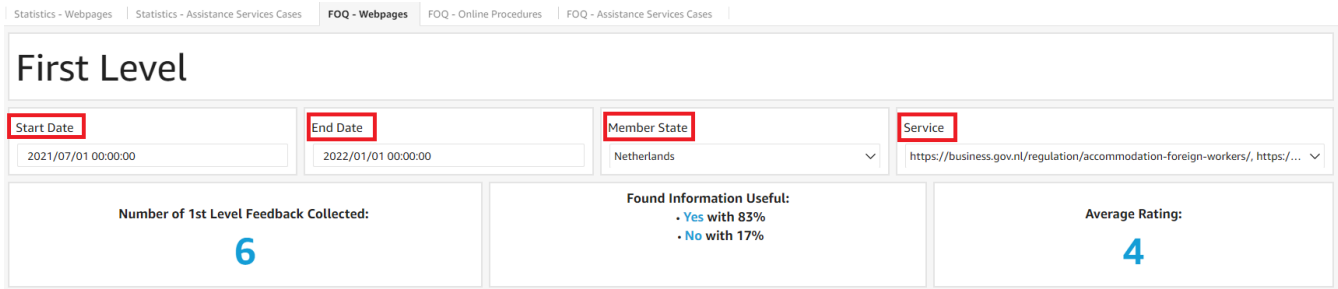 Statistics - Webpages Statistics - Assistance Services Cases FOQ - Webpages FOQ - Online Procedures FOQ - Assistance Services Cases
First Level
Start Date End Date Member State Service
2021/07/01 00:00:00 2022/01/01 00:00:00 Netherlands https://business.gov.nl/regulation/accommodation-foreign-workers/, https:/...
Number of 1st Level Feedback Collected:
6
Found Information Useful:
• Yes with 83%
• No with 17%
Average Rating:
4